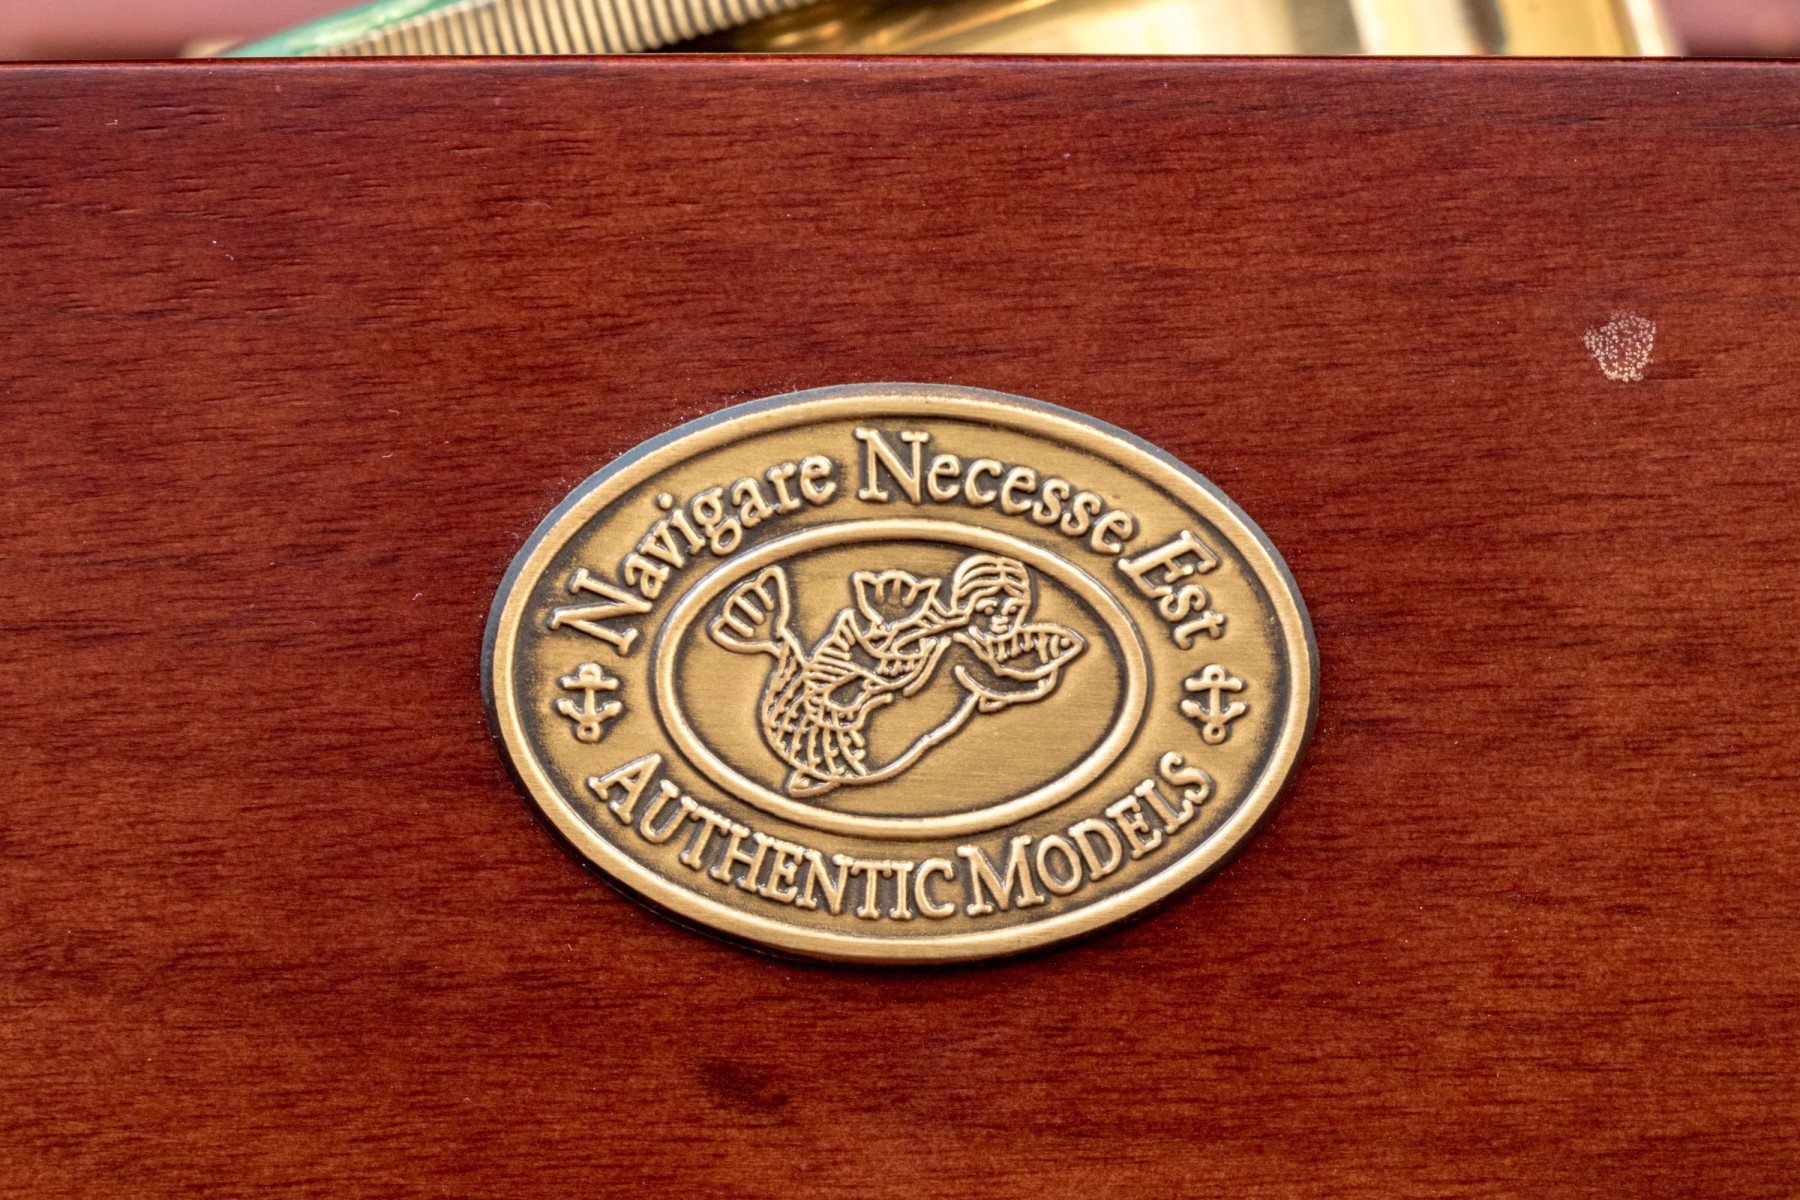 Navigare Necesse Est
AUTHENTIC MODELS